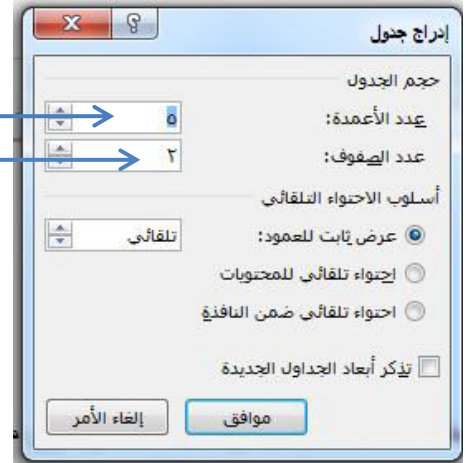 إدراج جدول
حجم الجدول
عدد الأعمدة: ٥
عدد الصفوف: ٢
أسلوب الاحتواء التلقائي
عرض ثابت للعمود: تلقائي
احتواء تلقائي للمحتويات
احتواء تلقائي ضمن النافذة
تذكر أبعاد الجداول الجديدة
موافق إلغاء الأمر